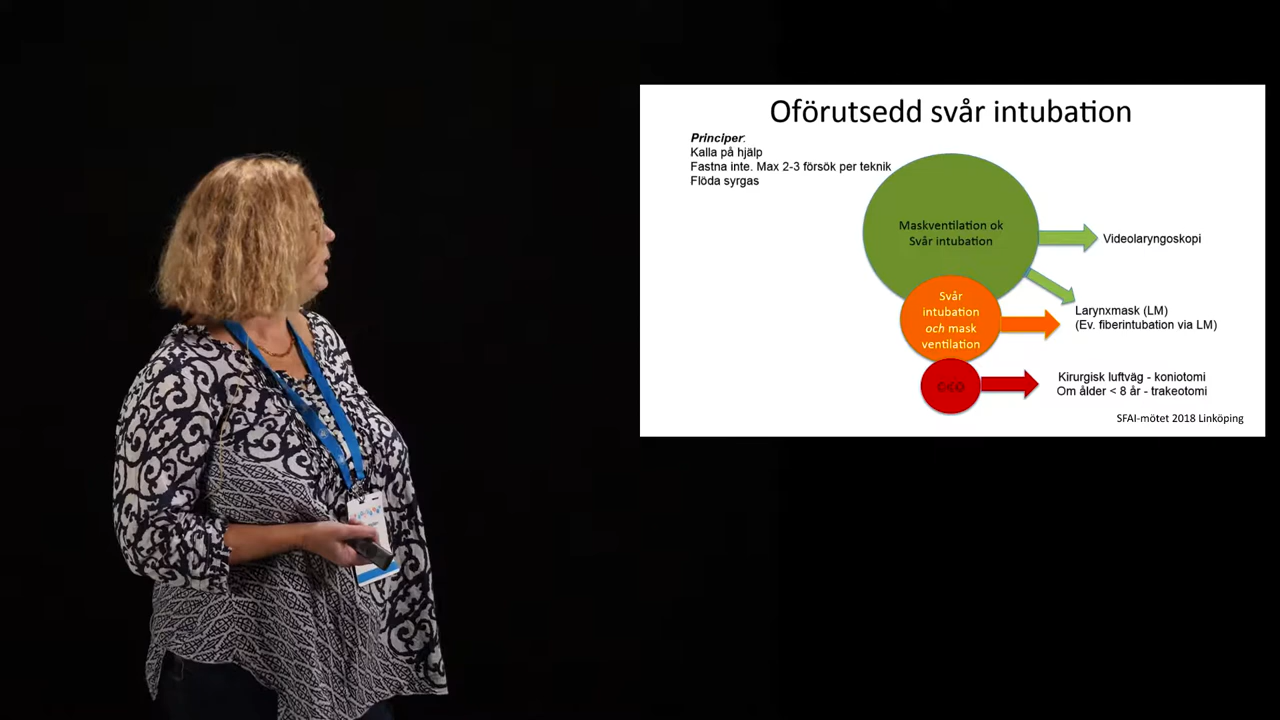 Oförutsedd svår intubation
Principer:
Kalla på hjälp
Fastna inte. Max 2-3 försök per teknik
Flöda syrgas
Maskventilation ok
Svår intubation
Videolaryngoskopi
Svår
intubation
och mask
ventilation
Larynxmask (LM)
(Ev. fiberintubation via LM)
Kirurgisk luftväg - koniotomi
Om ålder < 8 år - trakeotomi
SFAI-mötet 2018 Linköping